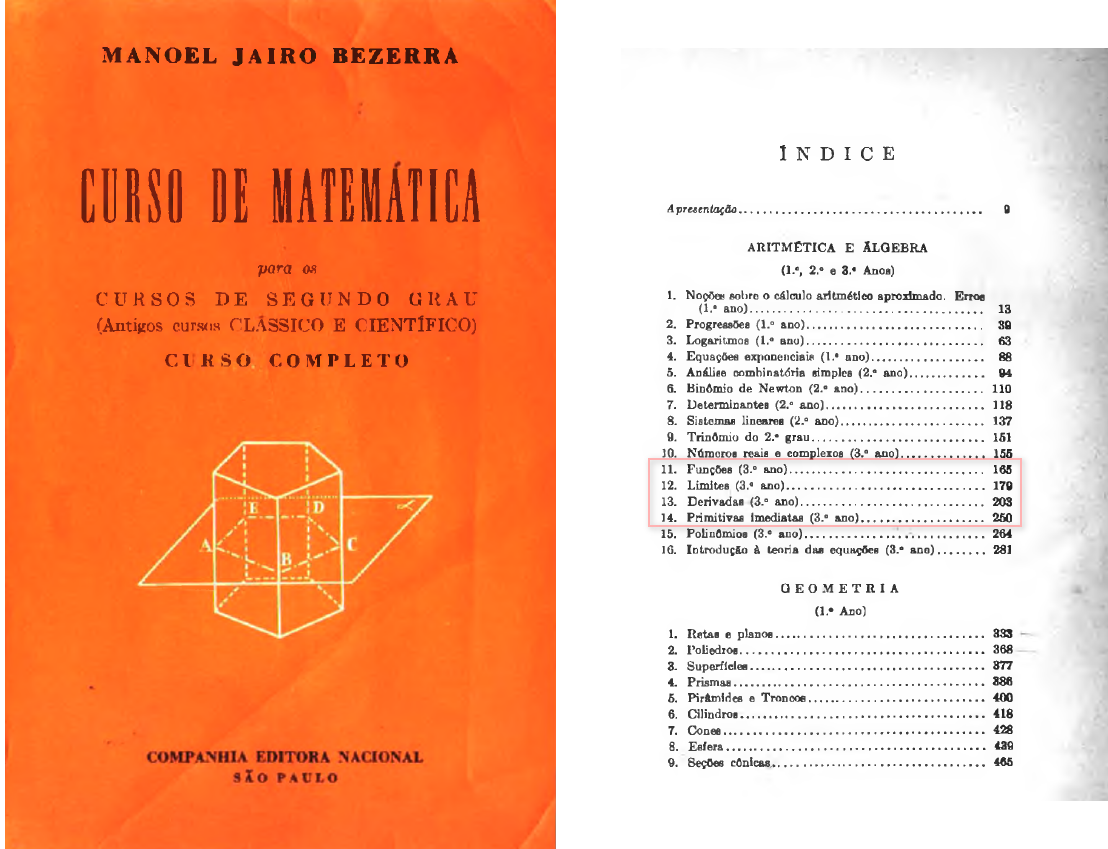 MANOEL JAIRO BEZERRA
CURSO DE MATEMÁTICA
para os
CURSOS DE SEGUNDO GRAU
(Antigos cursos CLÁSSICO E CIENTÍFICO)
CURSO COMPLETO
E D
A B C
COMPANHIA EDITORA NACIONAL
SÃO PAULO
ÍNDICE
Apresentação........................................ 9
ARITMÉTICA E ÁLGEBRA
(1.º, 2.º e 3.º Anos)
1. Noções sobre o cálculo aritmético aproximado. Erros
(1.º ano)........................................ 13
2. Progressões (1.º ano)................................ 39
3. Logaritmos (1.º ano)................................ 63
4. Equações exponenciais (1.º ano).................... 88
5. Análise combinatória simples (2.º ano)............. 94
6. Binômio de Newton (2.º ano)...................... 110
7. Determinantes (2.º ano)............................ 118
8. Sistemas lineares (2.º ano)......................... 137
9. Trinômio do 2.º grau............................... 151
10. Números reais e complexos (3.º ano).............. 155
11. Funções (3.º ano)................................... 165
12. Limites (3.º ano)................................... 179
13. Derivadas (3.º ano)................................. 203
14. Primitivas imediatas (3.º ano)...................... 250
15. Polinômios (3.º ano)................................ 264
16. Introdução à teoria das equações (3.º ano)........ 281
GEOMETRIA
(1.º Ano)
1. Retas e planos..................................... 333
2. Poliedros........................................... 368
3. Superfícies.......................................... 377
4. Prismas............................................. 386
5. Pirâmides e Troncos................................ 400
6. Cilindros............................................ 418
7. Cones............................................... 428
8. Esfera............................................... 439
9. Seções cônicas...................................... 465